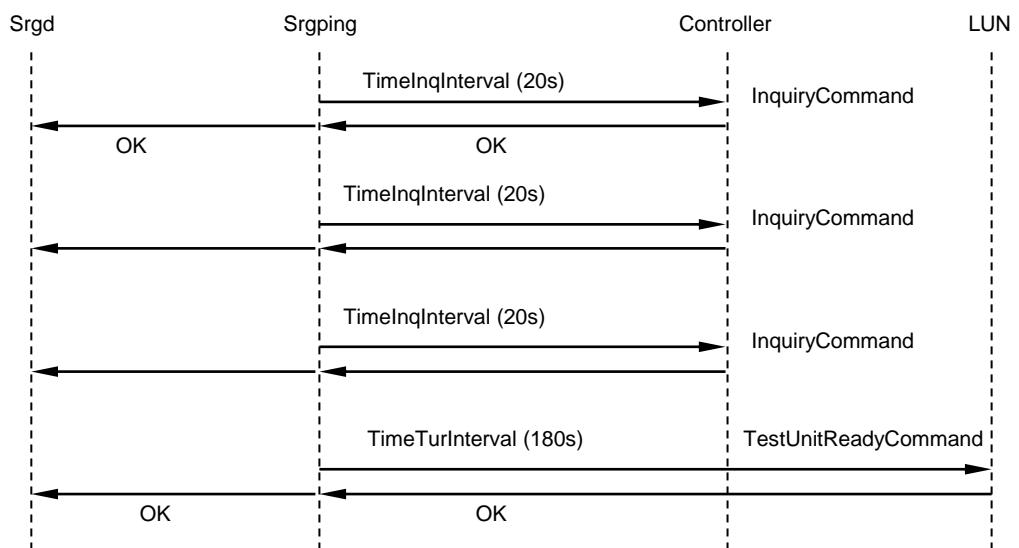 Srgd Srgping Controller LUN
TimeInqInterval (20s)
InquiryCommand
OK OK
TimeInqInterval (20s)
InquiryCommand
TimeInqInterval (20s)
InquiryCommand
TimeTurInterval (180s) TestUnitReadyCommand
OK OK